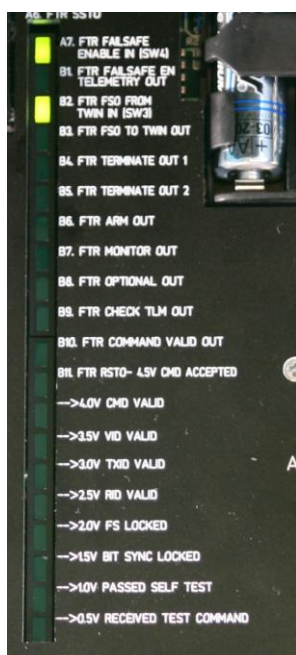 A6. FTR SSTO
A7. FTR FAILSAFE
ENABLE IN (SW4)
B1. FTR FAILSAFE EN
TELEMETRY OUT
B2. FTR FSO FROM
TWIN IN (SW3)
B3. FTR FSO TO TWIN OUT
B4. FTR TERMINATE OUT 1
B5. FTR TERMINATE OUT 2
B6. FTR ARM OUT
B7. FTR MONITOR OUT
B8. FTR OPTIONAL OUT
B9. FTR CHECK TLM OUT
B10. FTR COMMAND VALID OUT
B11. FTR RSTO- 4.5V CMD ACCEPTED
-->4.0V CMD VALID
-->3.5V VID VALID
-->3.0V TXID VALID
-->2.5V RID VALID
-->2.0V FS LOCKED
-->1.5V BIT SYNC LOCKED
-->1.0V PASSED SELF TEST
-->0.5V RECEIVED TEST COMMAND
A